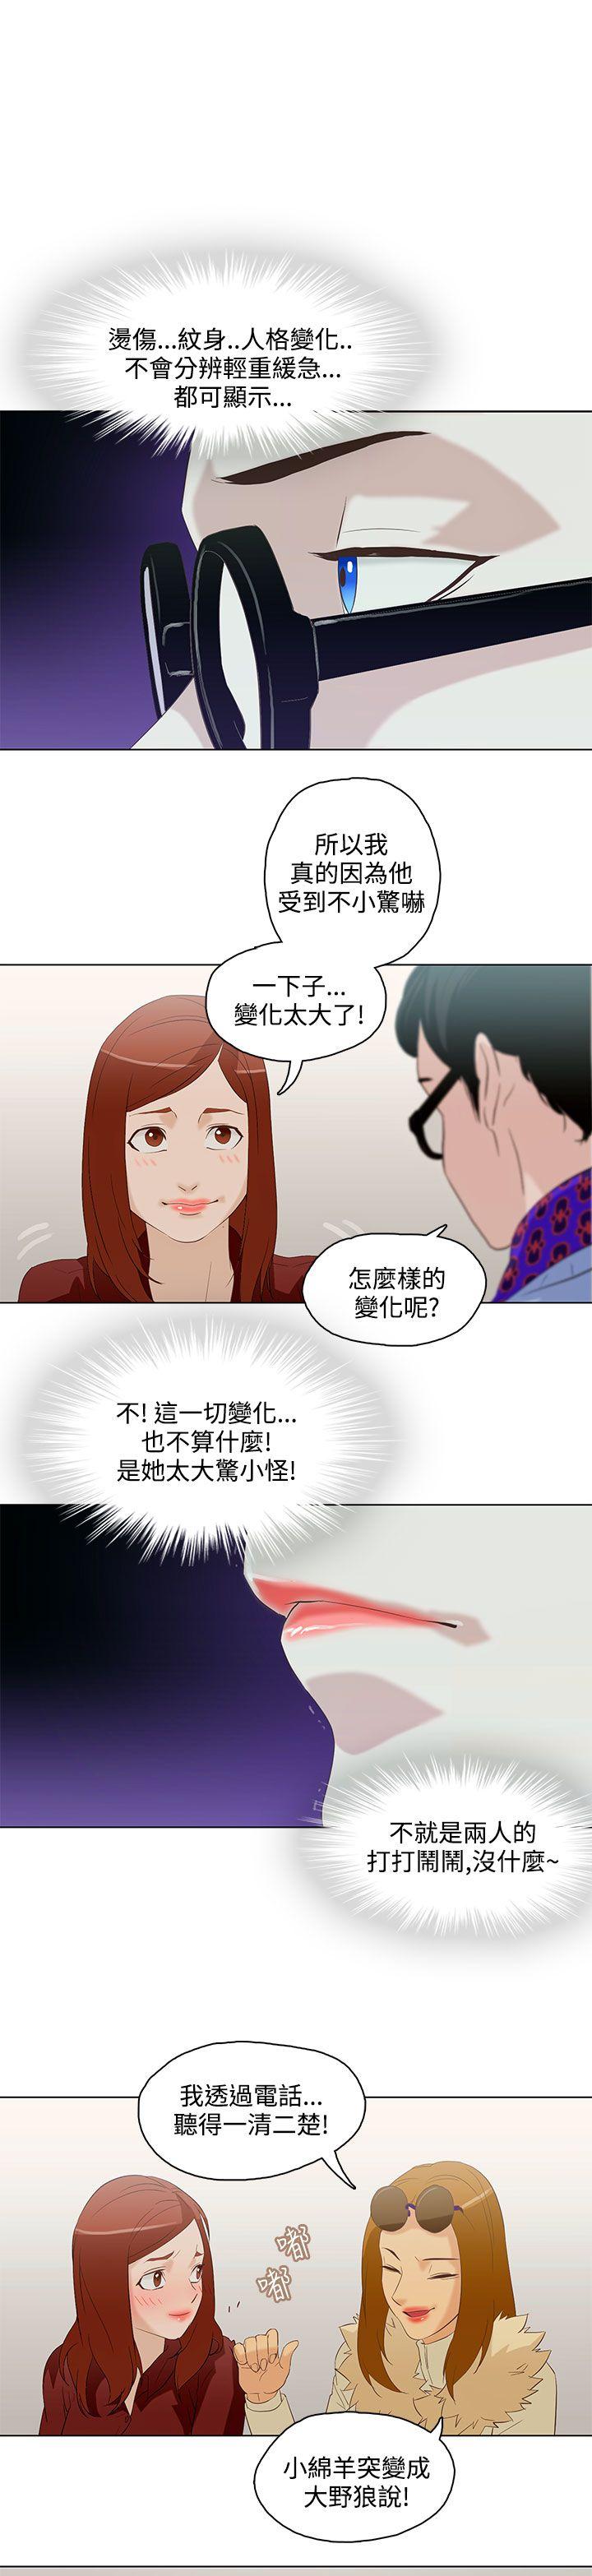 燙傷...紋身..人格變化..
不會分辨輕重緩急...
都可顯示...
所以我
真的因為他
受到不小驚嚇
一下子...
變化太大了!
怎麼樣的
變化呢?
不! 這一切變化...
也不算什麼!
是她太大驚小怪!
不就是兩人的
打打鬧鬧,沒什麼~
我透過電話...
聽得一清二楚!
嘟
嘟
小綿羊突變成
大野狼說!